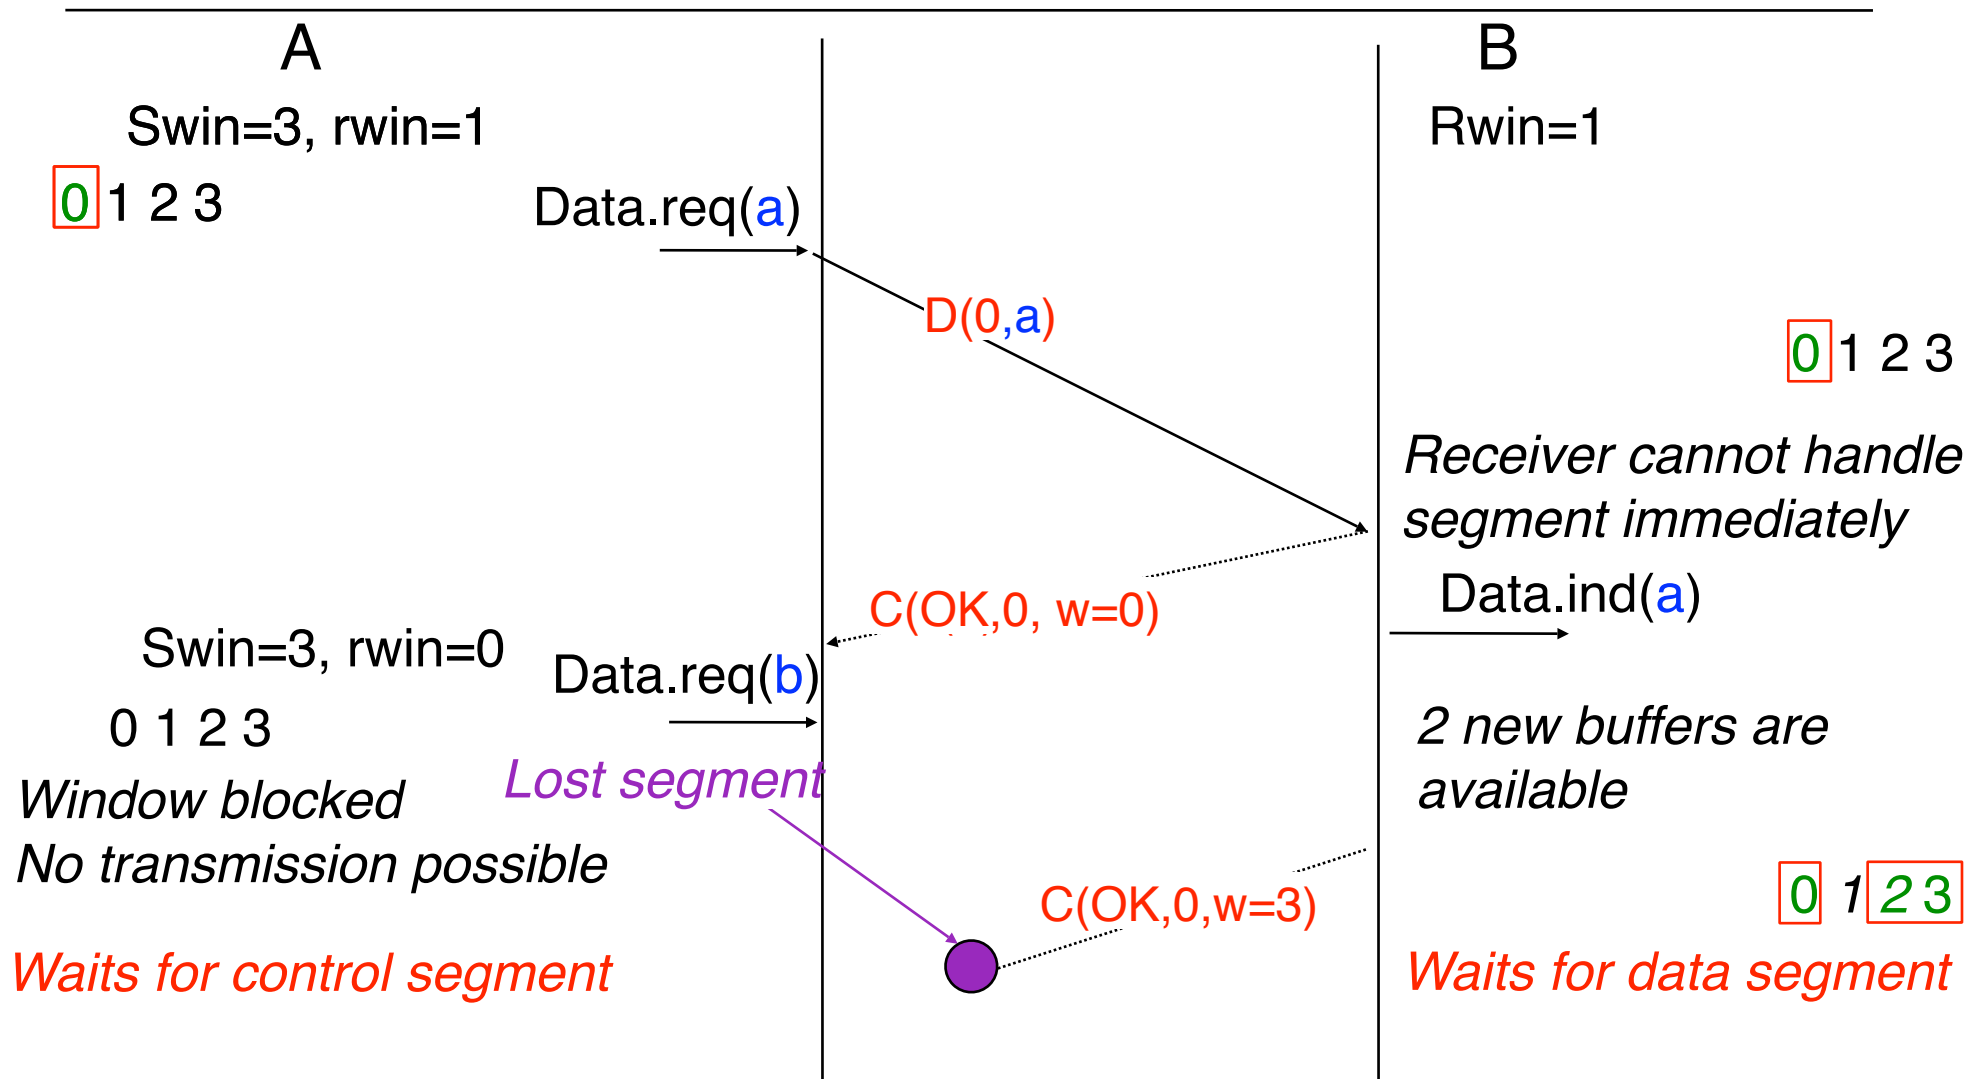 A
B
Swin=3, rwin=1
Rwin=1
0 1 2 3
Data.req(a)
D(0,a)
0 1 2 3
Receiver cannot handle
segment immediately
Data.ind(a)
C(OK,0, w=0)
Swin=3, rwin=0
Data.req(b)
0 1 2 3
2 new buffers are
available
Lost segment
Window blocked
No transmission possible
C(OK,0,w=3)
0 1 2 3
Waits for control segment
Waits for data segment